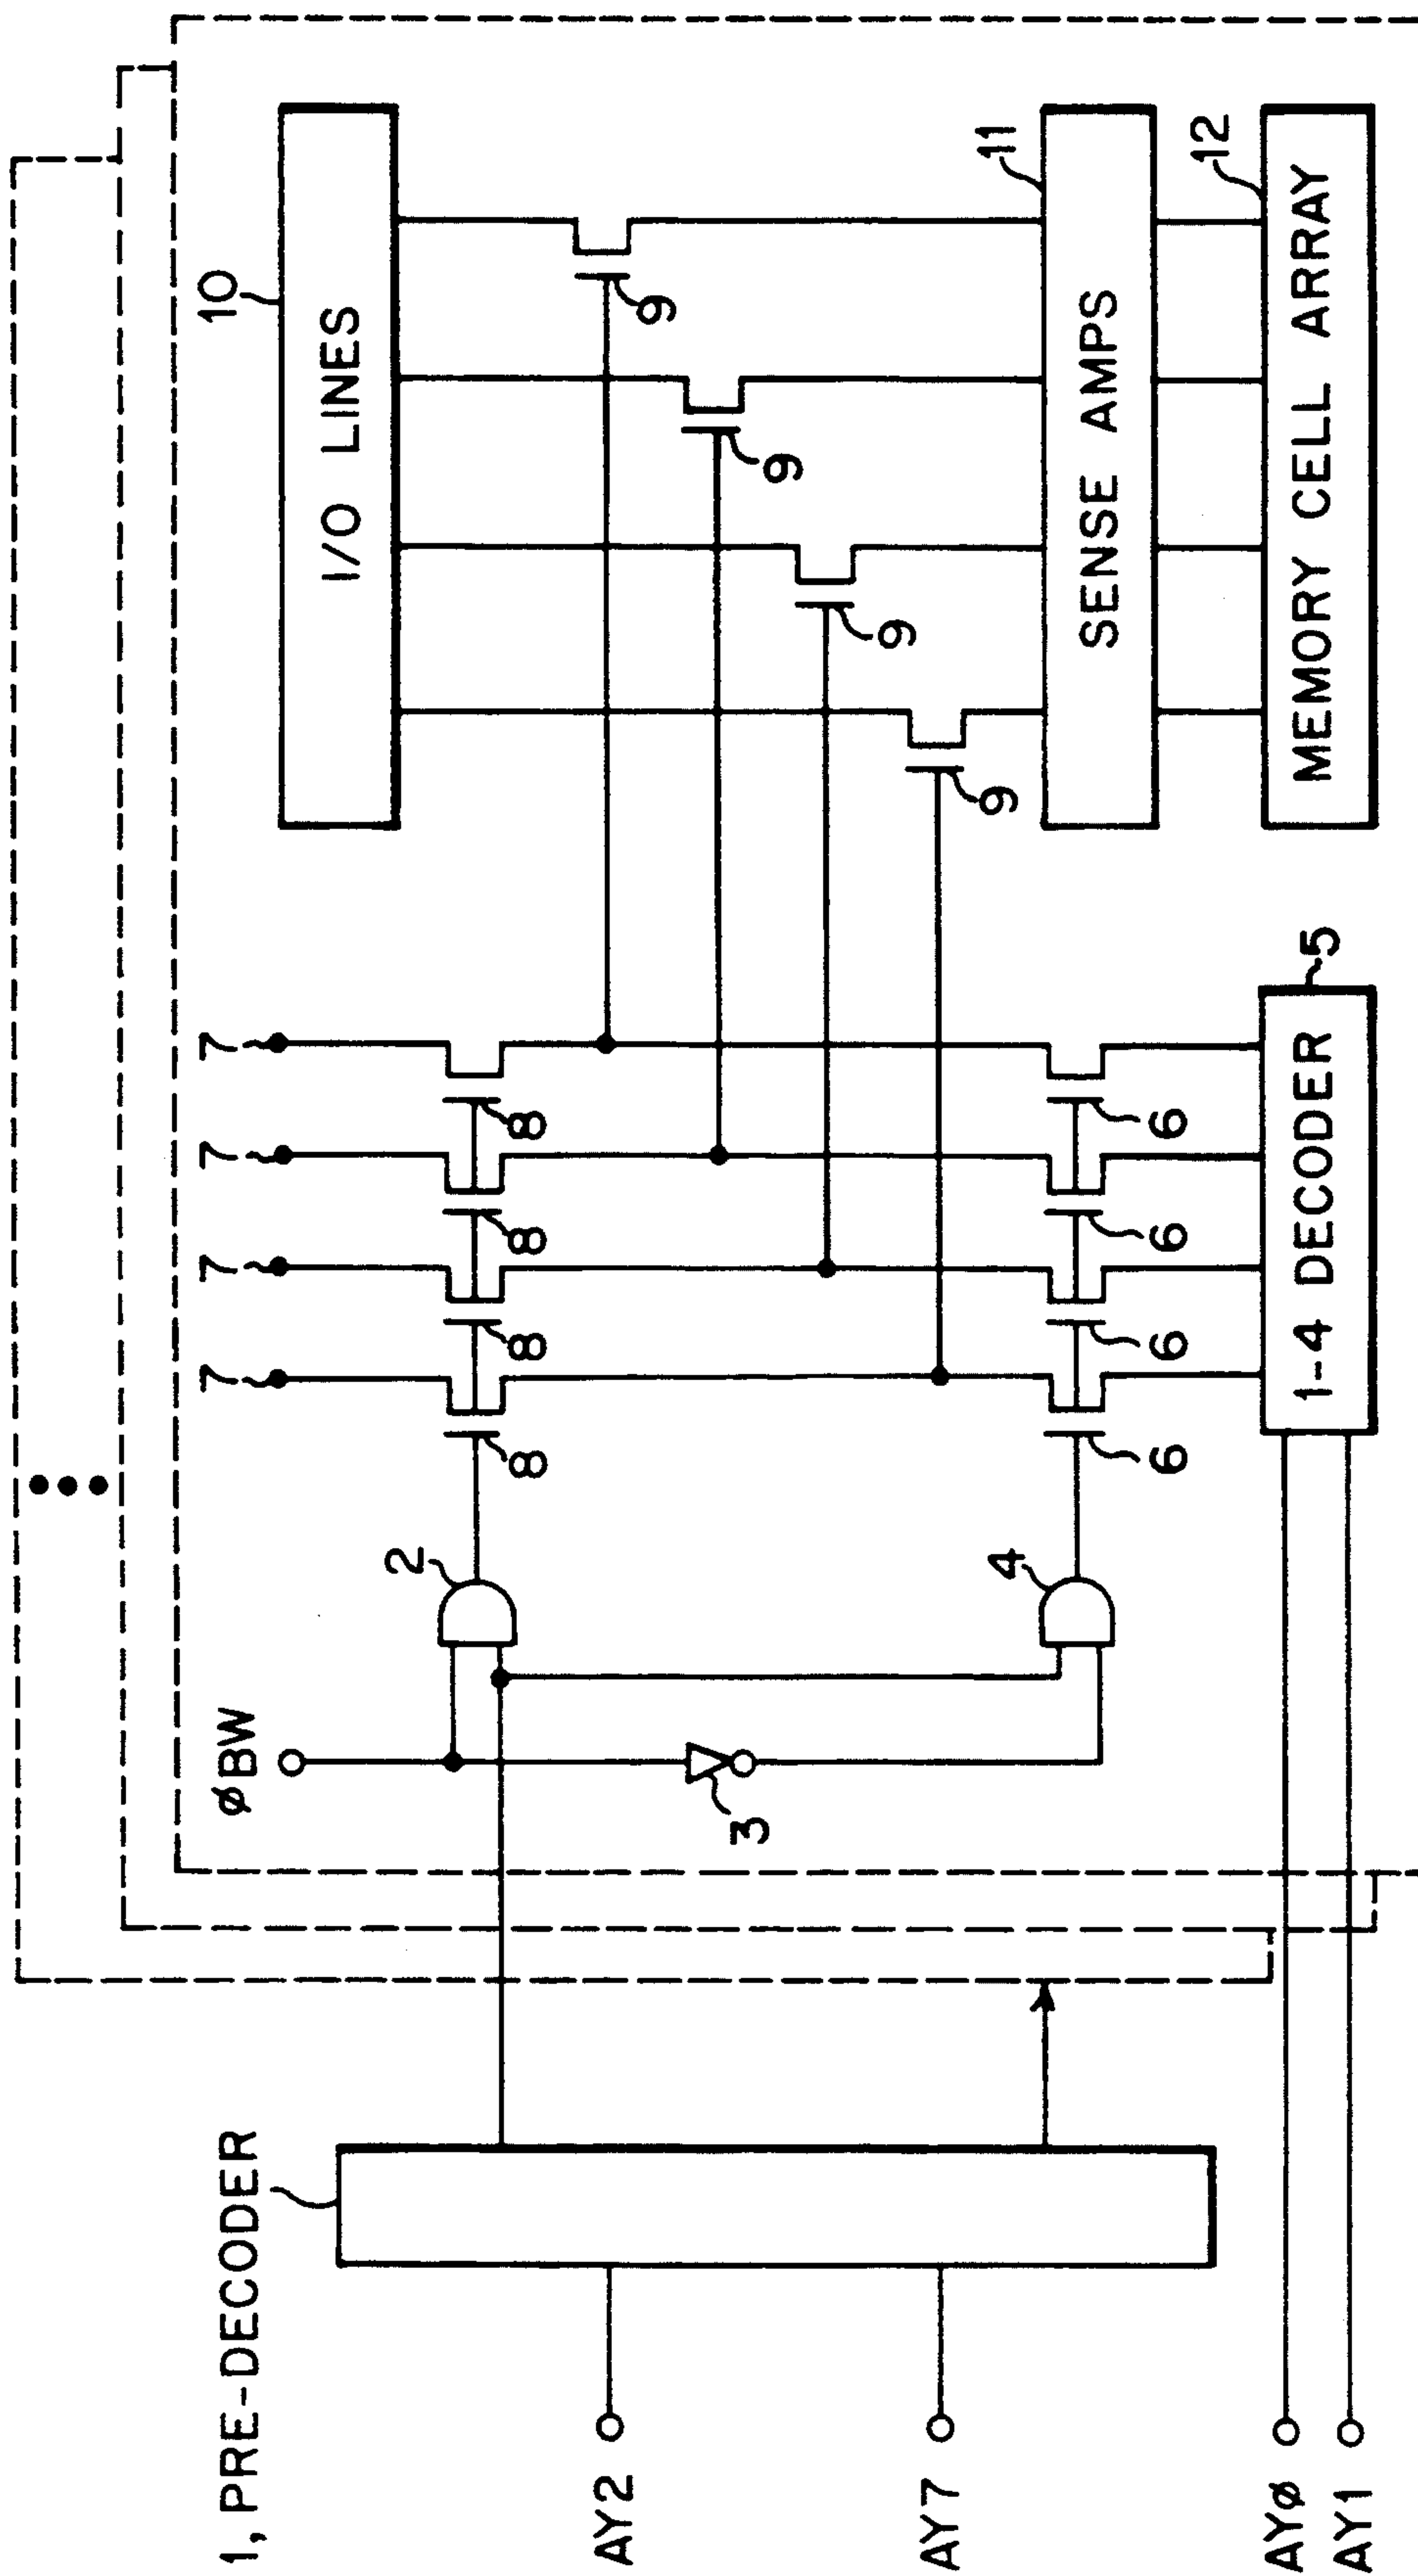 1, PRE-DECODER
AY2
AY7
AYø
AY1
øBW
2
3
4
7
7
7
7
8
8
8
8
6
6
6
6
1-4 DECODER
5
10
I/O LINES
9
9
9
9
11
SENSE AMPS
12
MEMORY CELL ARRAY